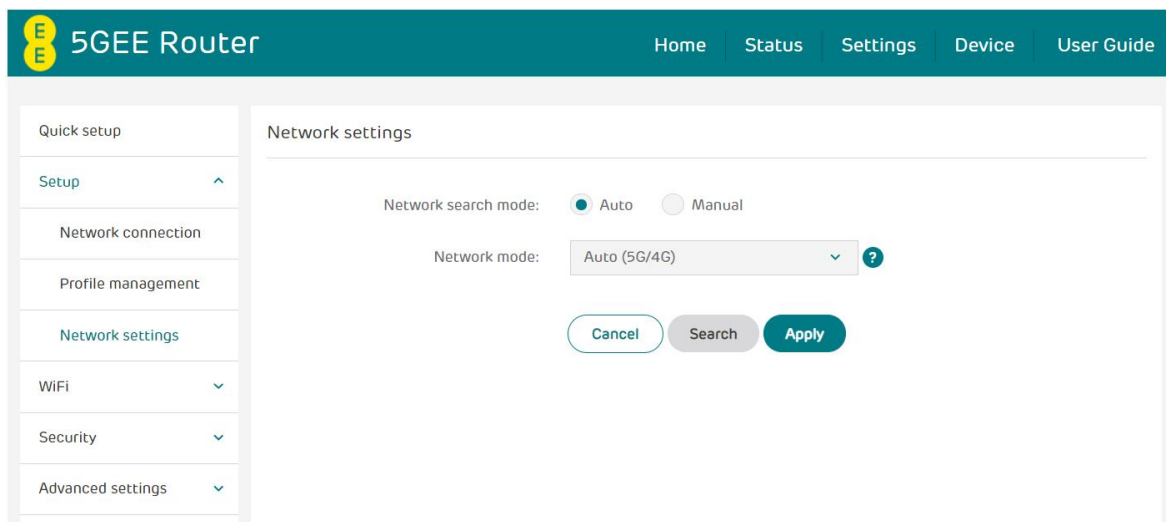 E
E
5GEE Router
Home Status Settings Device User Guide
Quick setup
Setup
Network connection
Profile management
Network settings
WiFi
Security
Advanced settings
Network settings
Network search mode: Auto Manual
Network mode: Auto (5G/4G) ?
Cancel Search Apply